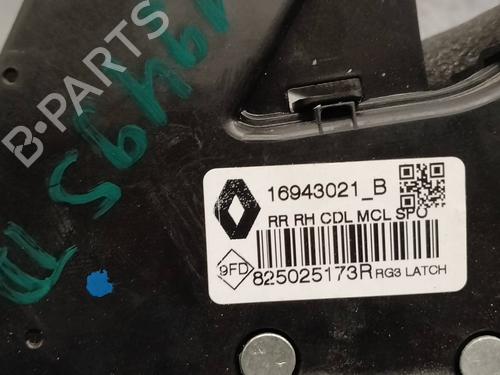 B-PARTS
16943021_B
RR RH CDL MCL SPO
9FD
825025173R RG3 LATCH